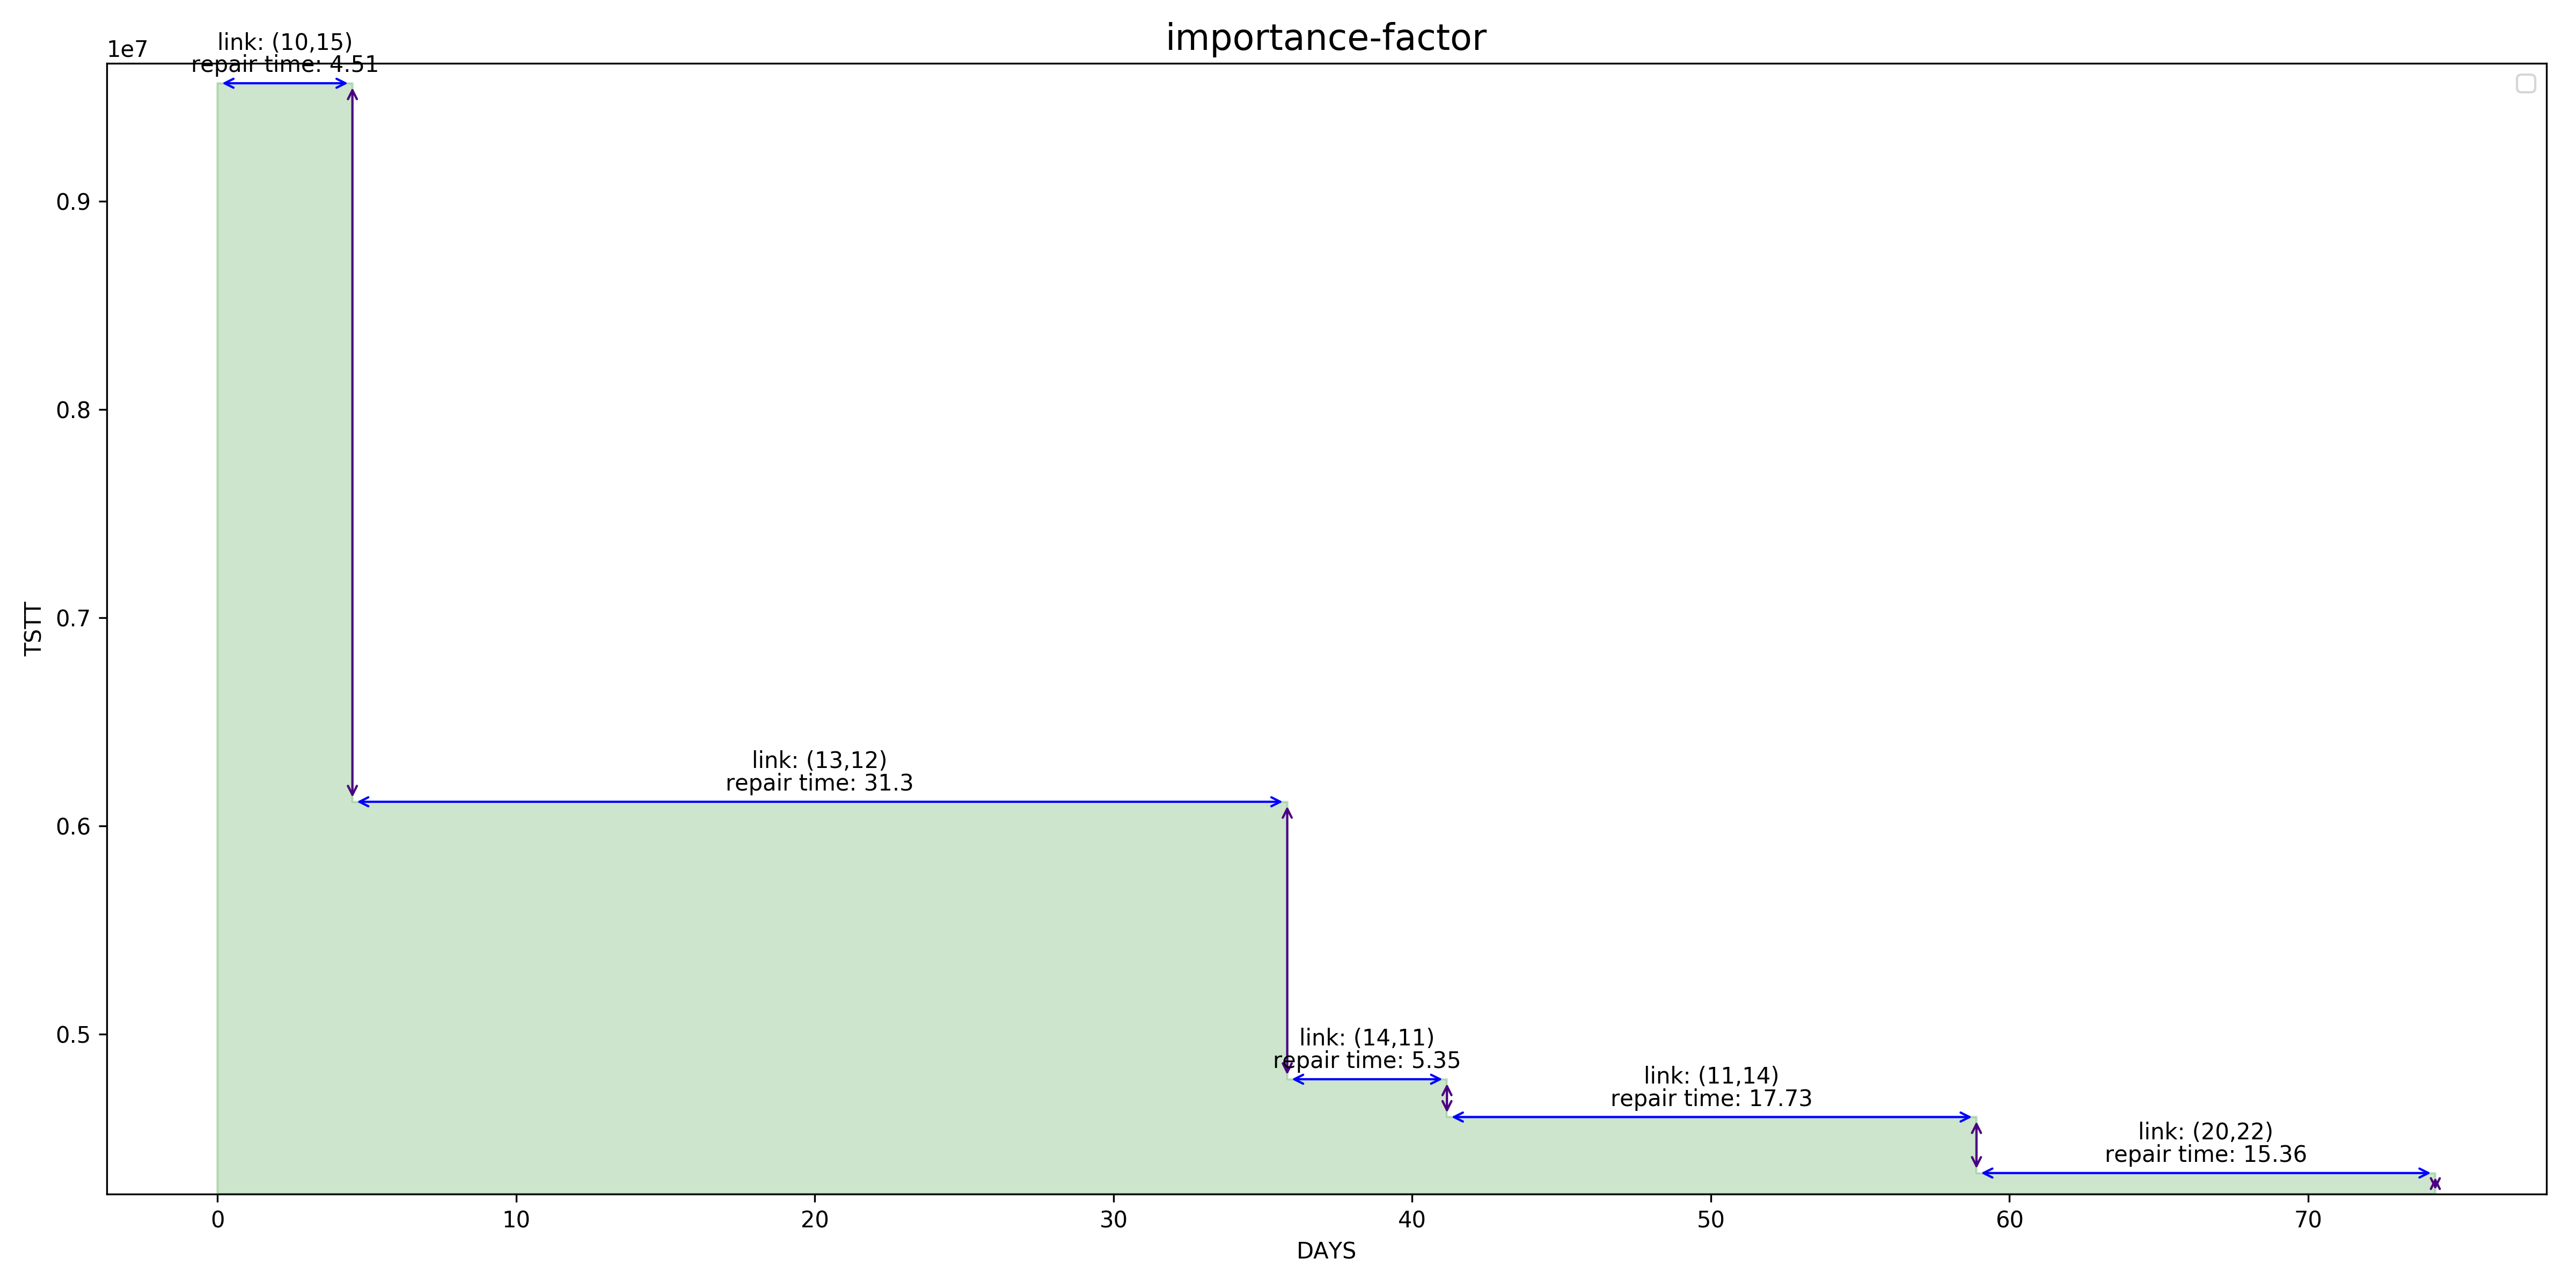 importance-factor
1e7
link: (10,15)
repair time: 4.51
0.9
0.8
0.7
0.6
0.5
TSTT
link: (13,12)
repair time: 31.3
link: (14,11)
repair time: 5.35
link: (11,14)
repair time: 17.73
link: (20,22)
repair time: 15.36
0 10 20 30 40 50 60 70
DAYS